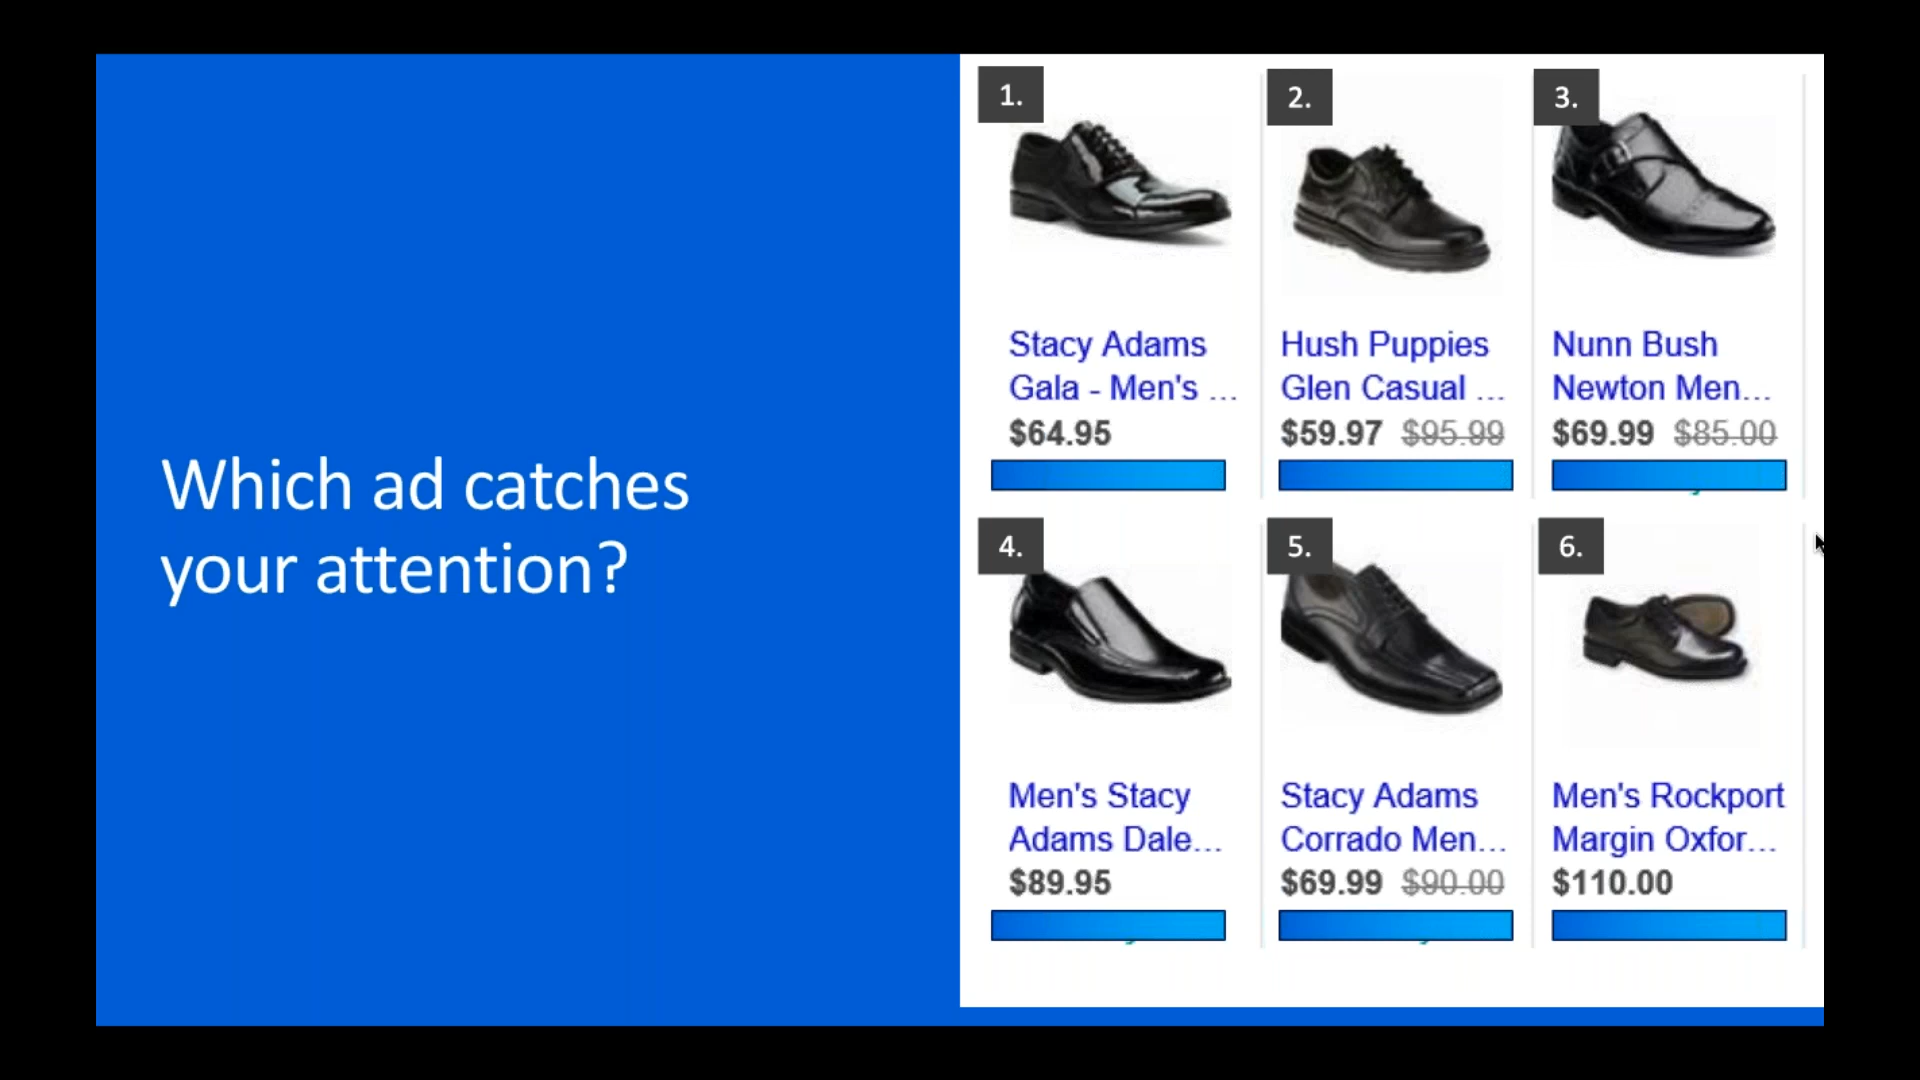 Which ad catches
your attention?
1.
Stacy Adams
Gala - Men's ...
$64.95
2.
Hush Puppies
Glen Casual ...
$59.97 $95.99
3.
Nunn Bush
Newton Men...
$69.99 $85.00
4.
Men's Stacy
Adams Dale...
$89.95
5.
Stacy Adams
Corrado Men...
$69.99 $90.00
6.
Men's Rockport
Margin Oxfor...
$110.00